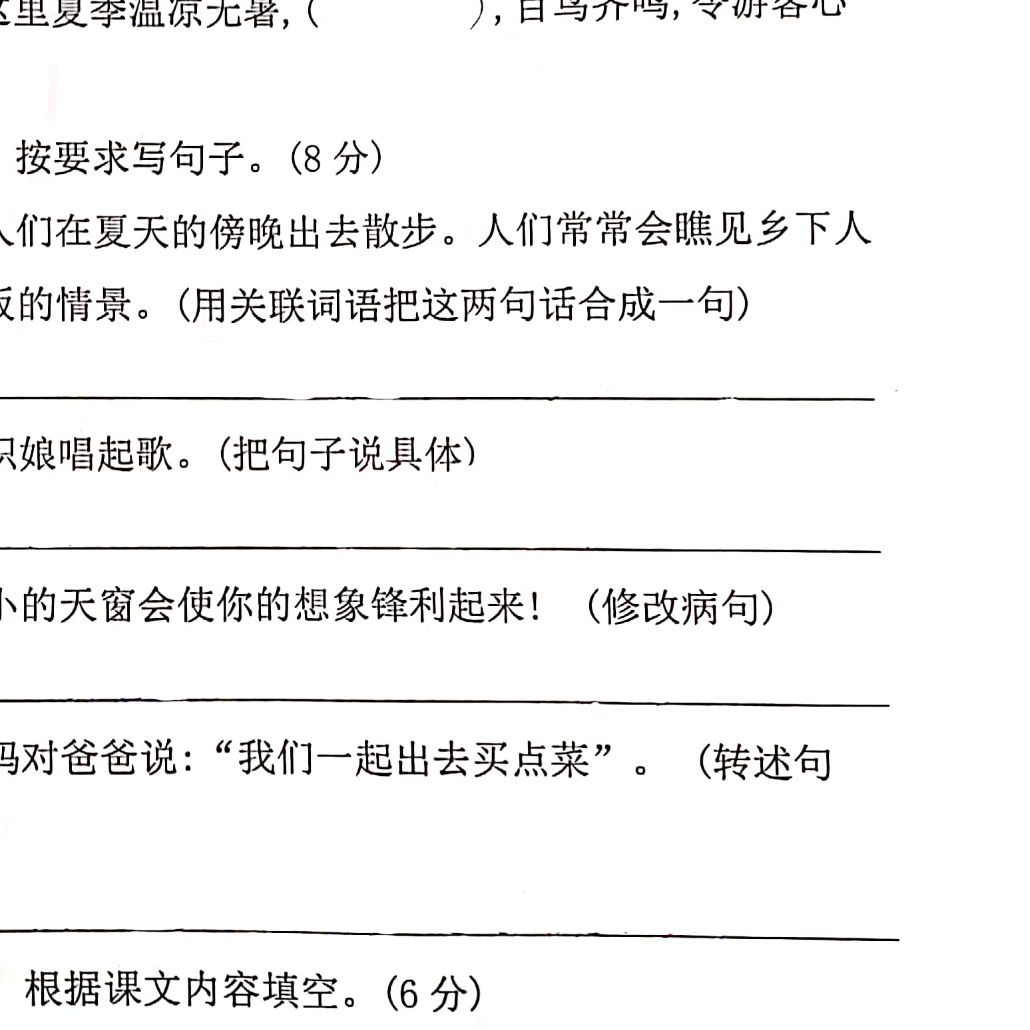 这里夏季温凉无暑,(　　　),百鸟齐鸣,令游客心
按要求写句子。(8 分)
人们在夏天的傍晚出去散步。人们常常会瞧见乡下人
饭的情景。(用关联词语把这两句话合成一句)
织娘唱起歌。(把句子说具体)
小的天窗会使你的想象锋利起来! (修改病句)
妈对爸爸说:“我们一起出去买点菜”。 (转述句
根据课文内容填空。(6 分)